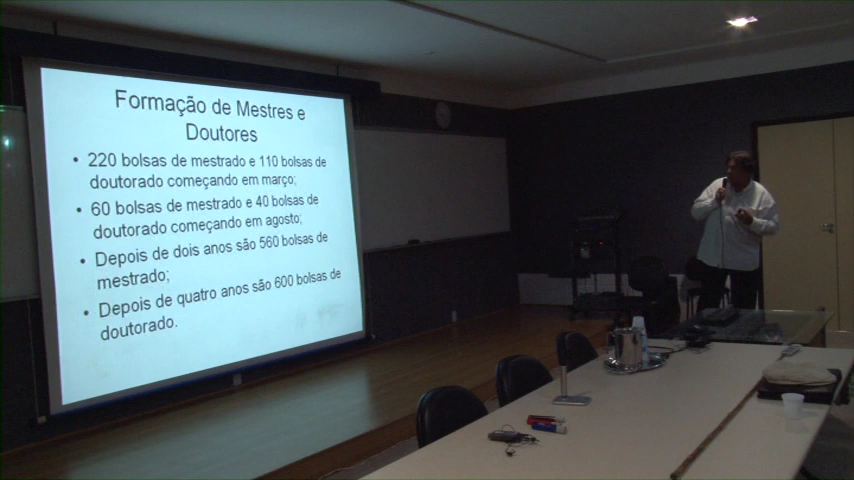 Formação de Mestres e
Doutores
• 220 bolsas de mestrado e 110 bolsas de
doutorado começando em março;
• 60 bolsas de mestrado e 40 bolsas de
doutorado começando em agosto;
• Depois de dois anos são 560 bolsas de
mestrado;
• Depois de quatro anos são 600 bolsas de
doutorado.